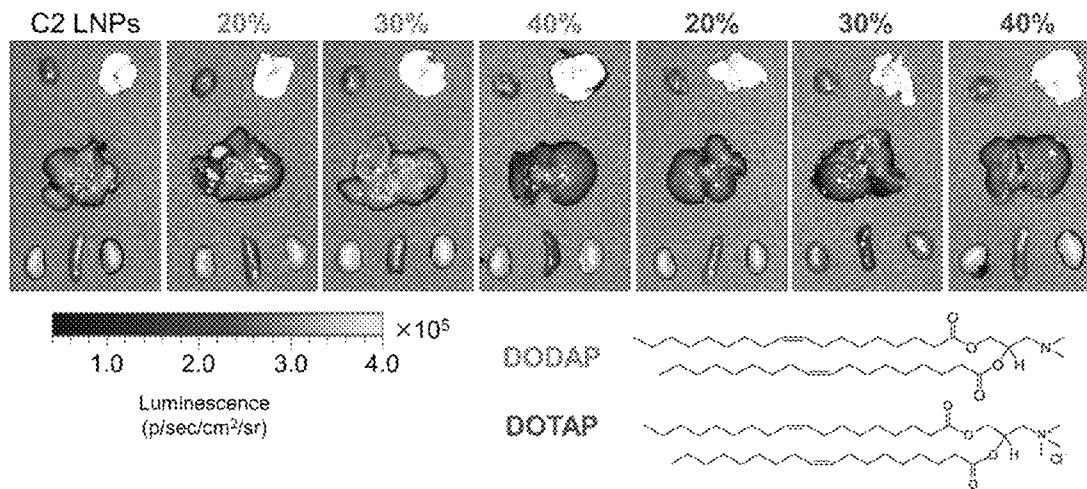 C2 LNPs 20% 30% 40% 20% 30% 40%
1.0 2.0 3.0 4.0 ×10⁵
Luminescence
(p/sec/cm²/sr)
DODAP
O O O O H N
DOTAP
O O O O H N Cl